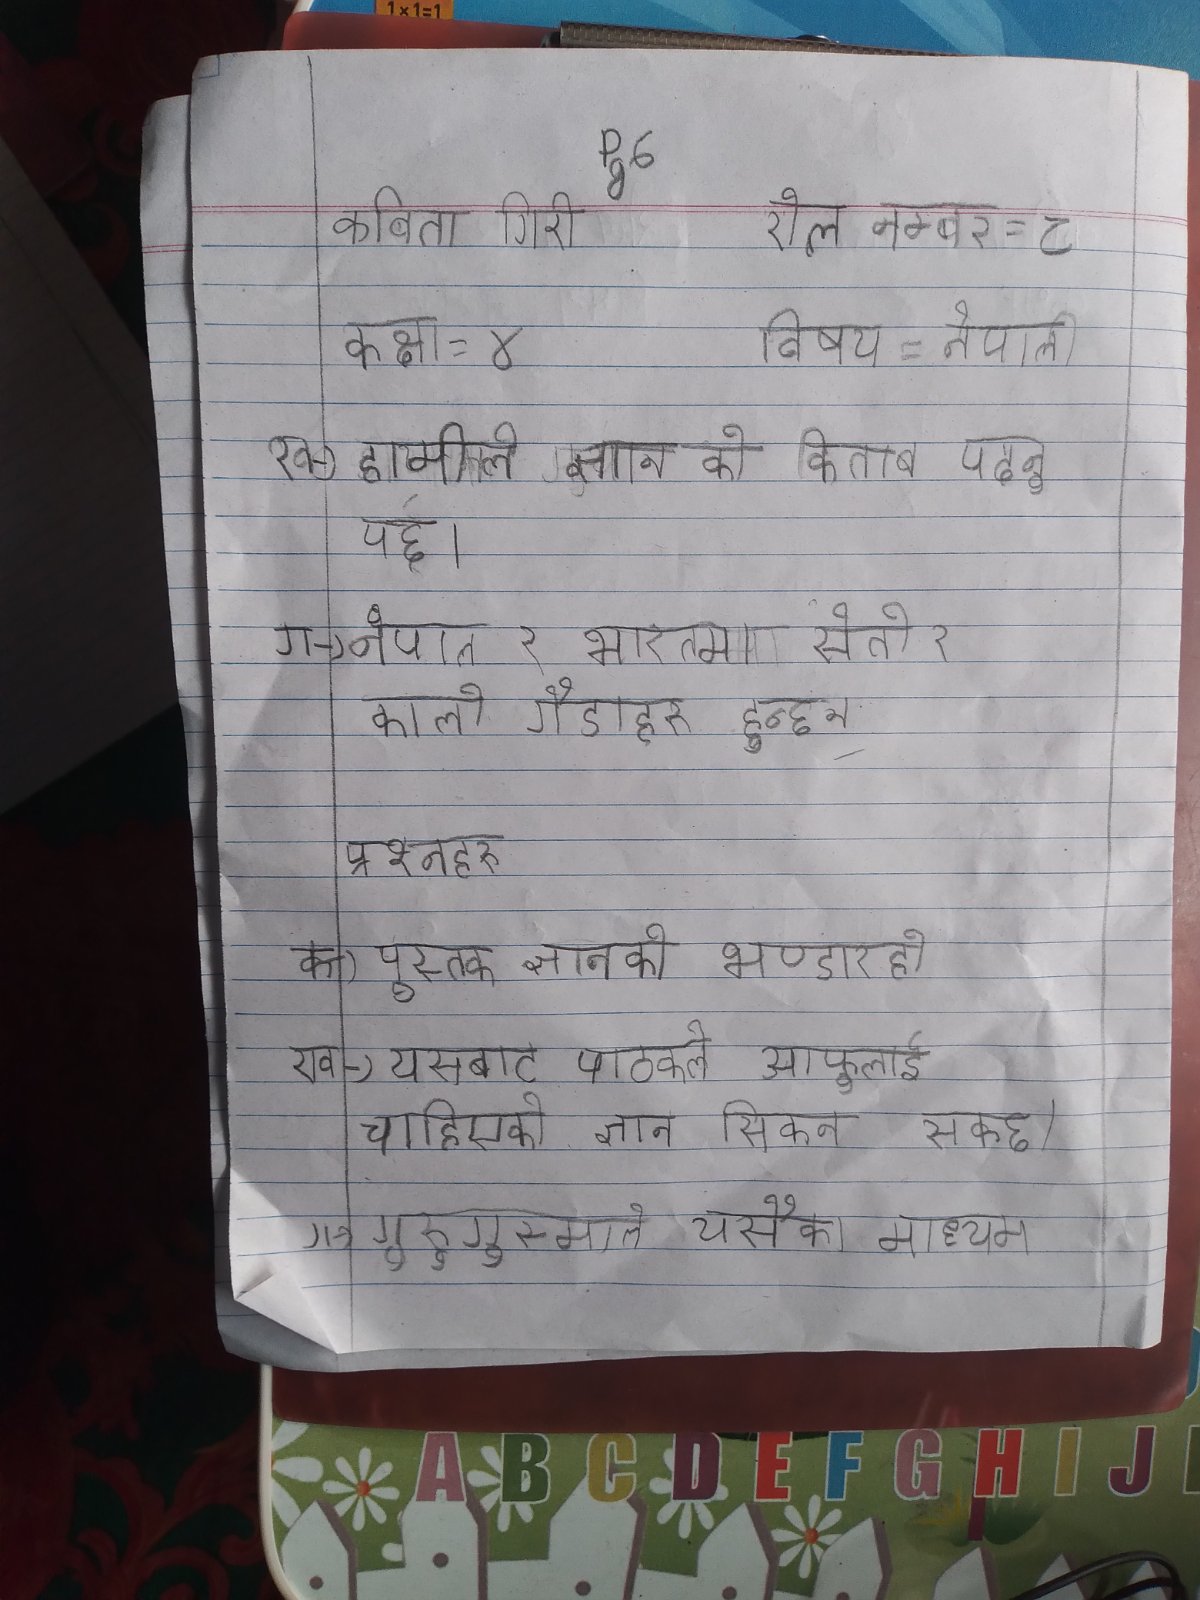 1×1=1
Pg 6
कबिता गिरी रोल नम्बर = ८
कक्षा = ४ बिषय = नेपाली
ख→ हामीले ज्ञान को किताब पढ्नु
पर्छ।
ग→ नेपाल र भारतमा सेतो र
कालो गैंडाहरु हुन्छन
प्रश्नहरु
क→ पुस्तक ज्ञानको भण्डार हो
ख→ यसबाट पाठकले आफुलाई
चाहिएको ज्ञान सिकन सकछ।
ग→ गुरु गुरुमाले यसैका माध्यम
A B C D E F G H I J